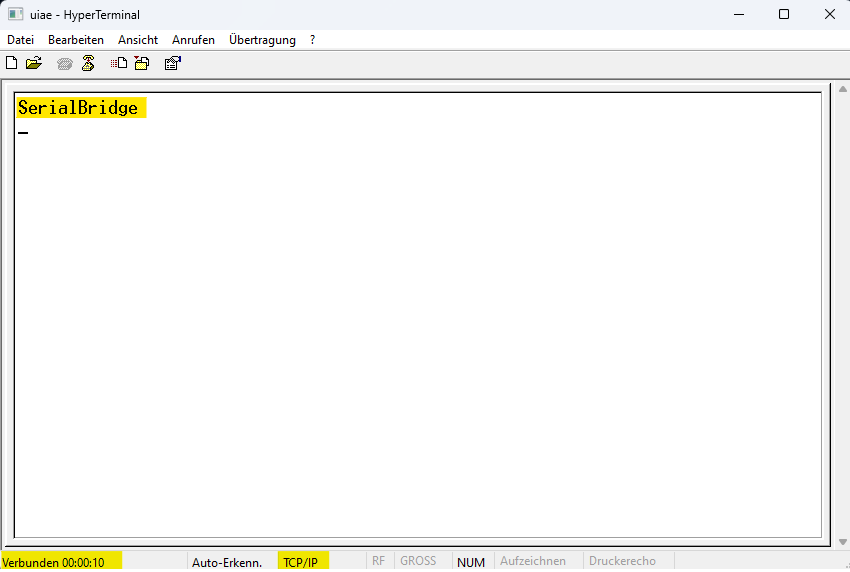 uiae - HyperTerminal
Datei Bearbeiten Ansicht Anrufen Übertragung ?
SerialBridge
_
Verbunden 00:00:10 Auto-Erkenn. TCP/IP RF GROSS NUM Aufzeichnen Druckerecho